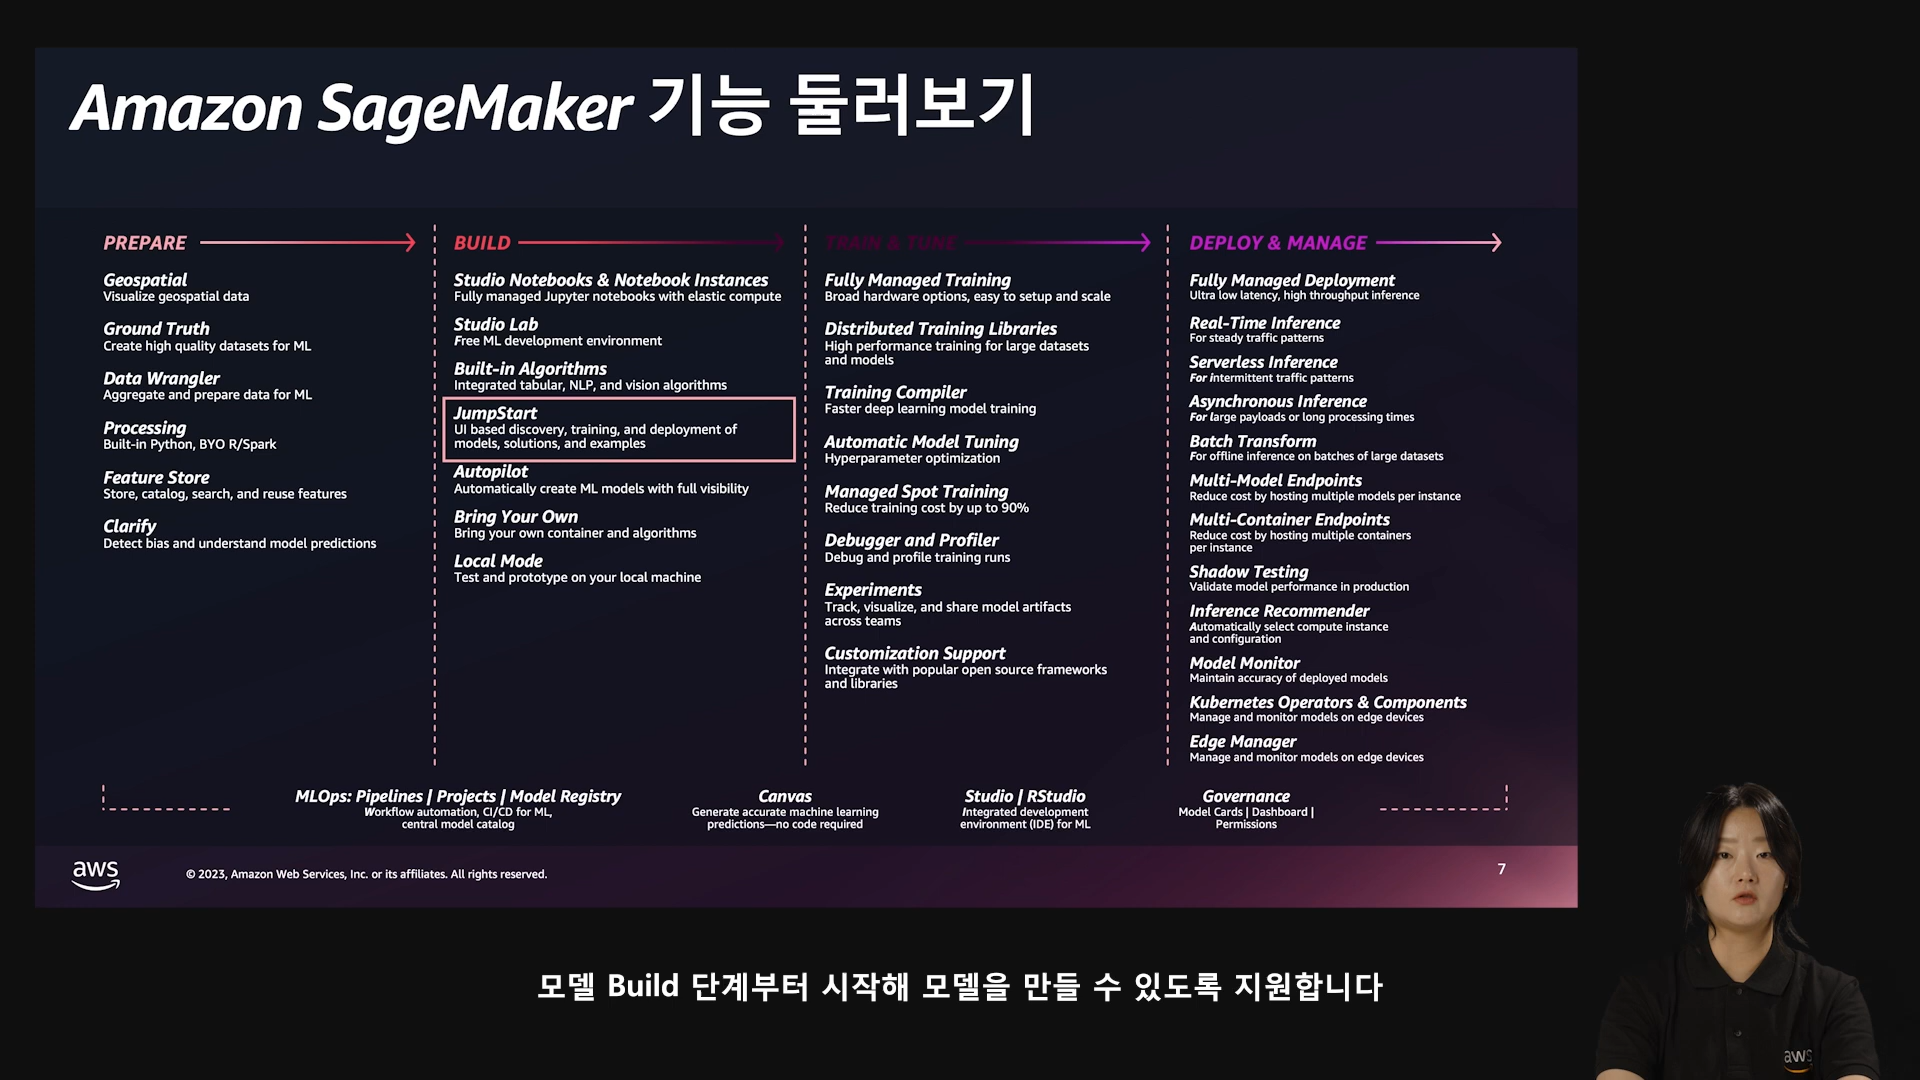 Amazon SageMaker 기능 둘러보기
PREPARE
Geospatial
Visualize geospatial data
Ground Truth
Create high quality datasets for ML
Data Wrangler
Aggregate and prepare data for ML
Processing
Built-in Python, BYO R/Spark
Feature Store
Store, catalog, search, and reuse features
Clarify
Detect bias and understand model predictions
BUILD
Studio Notebooks & Notebook Instances
Fully managed Jupyter notebooks with elastic compute
Studio Lab
Free ML development environment
Built-in Algorithms
Integrated tabular, NLP, and vision algorithms
JumpStart
UI based discovery, training, and deployment of
models, solutions, and examples
Autopilot
Automatically create ML models with full visibility
Bring Your Own
Bring your own container and algorithms
Local Mode
Test and prototype on your local machine
TRAIN & TUNE
Fully Managed Training
Broad hardware options, easy to setup and scale
Distributed Training Libraries
High performance training for large datasets
and models
Training Compiler
Faster deep learning model training
Automatic Model Tuning
Hyperparameter optimization
Managed Spot Training
Reduce training cost by up to 90%
Debugger and Profiler
Debug and profile training runs
Experiments
Track, visualize, and share model artifacts
across teams
Customization Support
Integrate with popular open source frameworks
and libraries
DEPLOY & MANAGE
Fully Managed Deployment
Ultra low latency, high throughput inference
Real-Time Inference
For steady traffic patterns
Serverless Inference
For intermittent traffic patterns
Asynchronous Inference
For large payloads or long processing times
Batch Transform
For offline inference on batches of large datasets
Multi-Model Endpoints
Reduce cost by hosting multiple models per instance
Multi-Container Endpoints
Reduce cost by hosting multiple containers
per instance
Shadow Testing
Validate model performance in production
Inference Recommender
Automatically select compute instance
and configuration
Model Monitor
Maintain accuracy of deployed models
Kubernetes Operators & Components
Manage and monitor models on edge devices
Edge Manager
Manage and monitor models on edge devices
MLOps: Pipelines | Projects | Model Registry
Workflow automation, CI/CD for ML,
central model catalog
Canvas
Generate accurate machine learning
predictions—no code required
Studio | RStudio
Integrated development
environment (IDE) for ML
Governance
Model Cards | Dashboard |
Permissions
aws
© 2023, Amazon Web Services, Inc. or its affiliates. All rights reserved.
7
모델 Build 단계부터 시작해 모델을 만들 수 있도록 지원합니다
aws